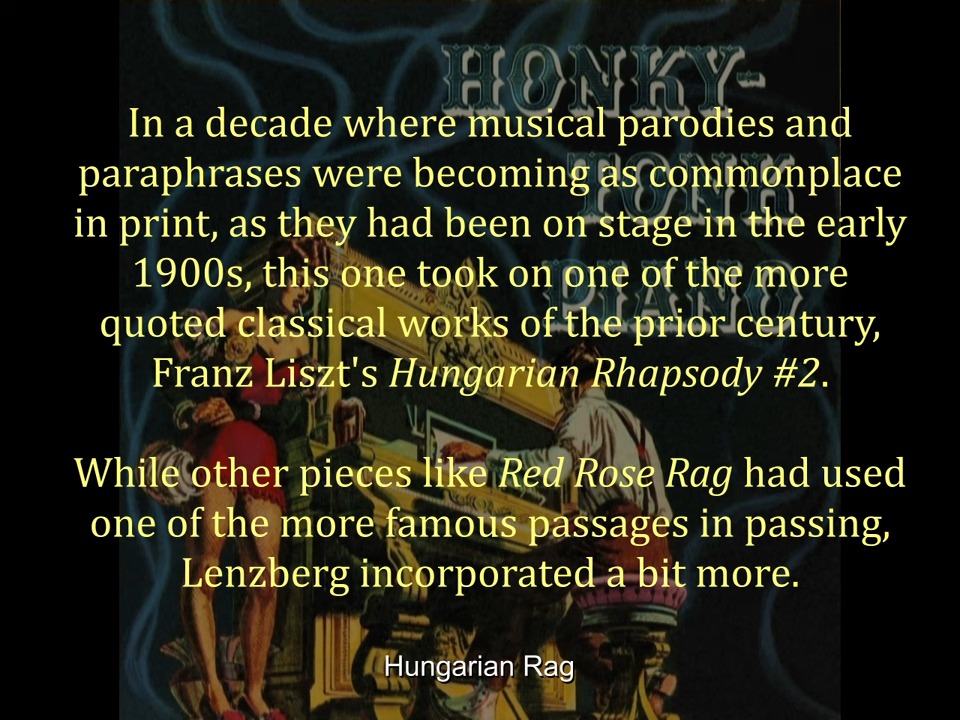 HONKY-
TONK
PIANO
In a decade where musical parodies and
paraphrases were becoming as commonplace
in print, as they had been on stage in the early
1900s, this one took on one of the more
quoted classical works of the prior century,
Franz Liszt's Hungarian Rhapsody #2.
While other pieces like Red Rose Rag had used
one of the more famous passages in passing,
Lenzberg incorporated a bit more.
Hungarian Rag